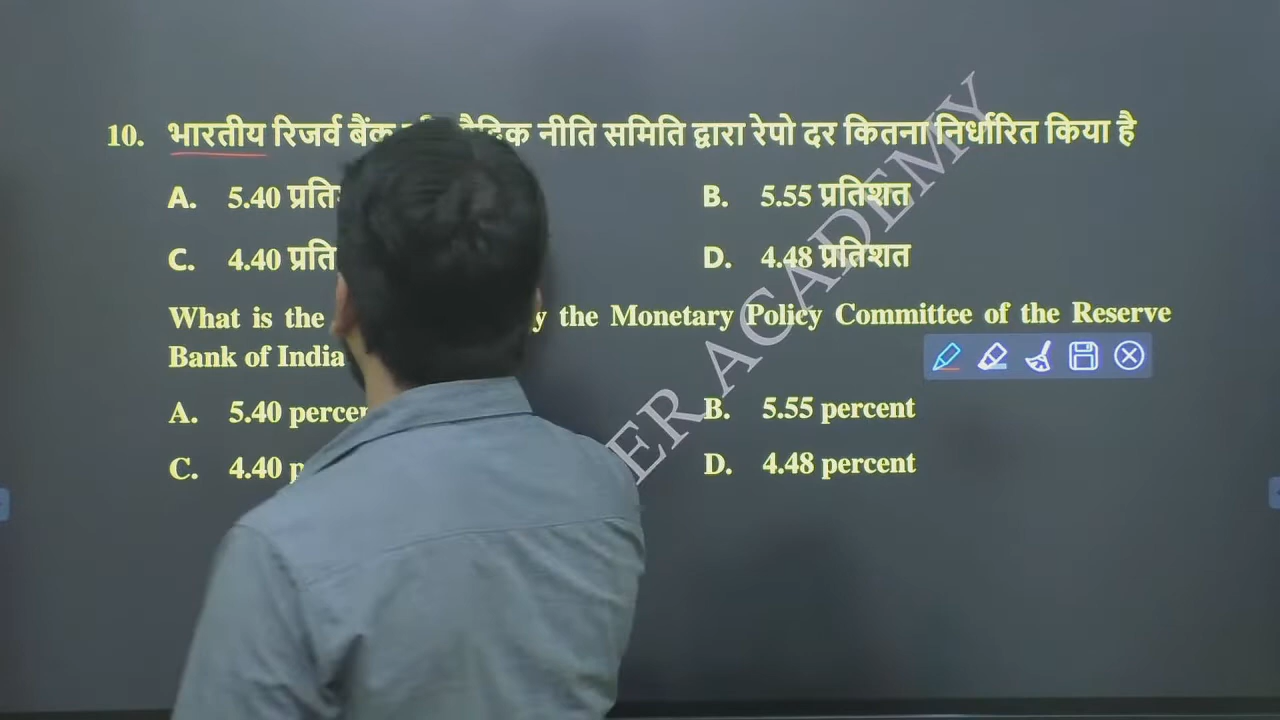 10. भारतीय रिजर्व बैंक नीति समिति द्वारा रेपो दर कितना निर्धारित किया है
A. 5.40 B. 5.55 प्रतिशत
C. 4.40 D. 4.48 प्रतिशत
What is the the Monetary Policy Committee of the Reserve
Bank of India
A. 5.40 B. 5.55 percent
C. 4.40 D. 4.48 percent
ER ACADEMY